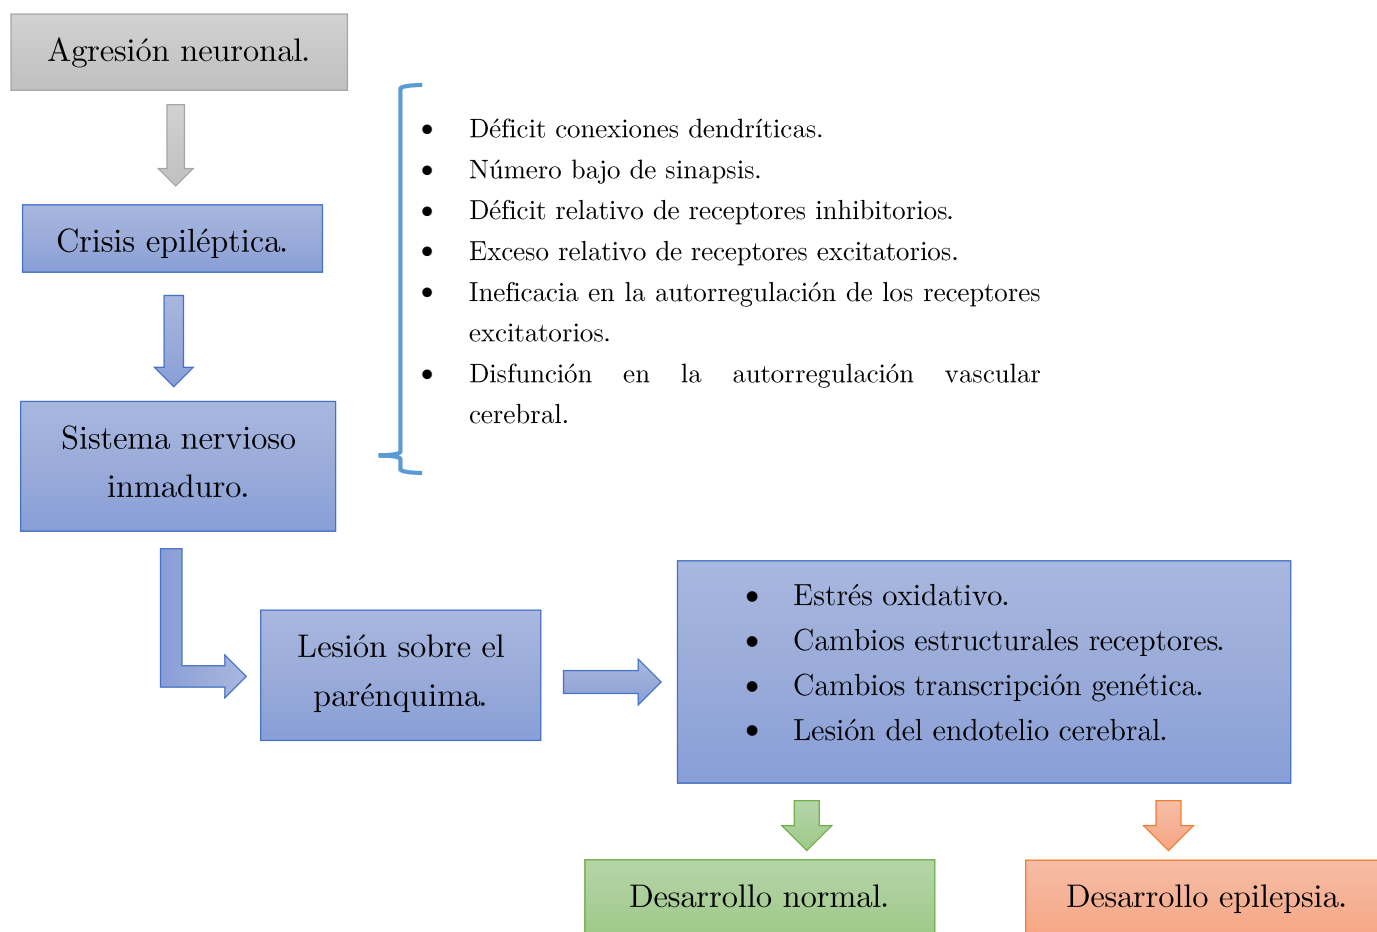 Agresión neuronal.
Crisis epiléptica.
Sistema nervioso
inmaduro.
• Déficit conexiones dendríticas.
• Número bajo de sinapsis.
• Déficit relativo de receptores inhibitorios.
• Exceso relativo de receptores excitatorios.
• Ineficacia en la autorregulación de los receptores
excitatorios.
• Disfunción en la autorregulación vascular
cerebral.
Lesión sobre el
parénquima.
• Estrés oxidativo.
• Cambios estructurales receptores.
• Cambios transcripción genética.
• Lesión del endotelio cerebral.
Desarrollo normal.
Desarrollo epilepsia.